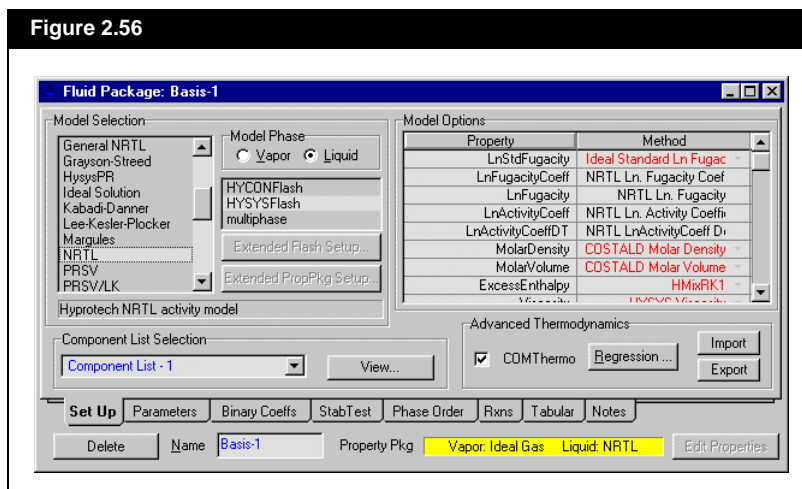 Figure 2.56
Fluid Package: Basis-1
Model Selection
General NRTL
Grayson-Streed
HysysPR
Ideal Solution
Kabadi-Danner
Lee-Kesler-Plocker
Margules
NRTL
PRSV
PRSV/LK
Hyprotech NRTL activity model
Model Phase
Vapor
Liquid
HYCONFlash
HYSYSFlash
multiphase
Extended Flash Setup...
Extended PropPkg Setup...
Model Options
Property Method
LnStdFugacity Ideal Standard Ln Fugac
LnFugacityCoeff NRTL Ln. Fugacity Coef
LnFugacity NRTL Ln. Fugacity
LnActivityCoeff NRTL Ln. Activity Coeffi
LnActivityCoeffDT NRTL LnActivityCoeff D
MolarDensity COSTALD Molar Density
MolarVolume COSTALD Molar Volume
ExcessEnthalpy HMixRK1
Viscosity HYSYS Viscosity
Component List Selection
Component List - 1
View...
Advanced Thermodynamics
COMThermo
Regression ...
Import
Export
Set Up Parameters Binary Coeffs StabTest Phase Order Rxns Tabular Notes
Delete Name Basis-1 Property Pkg Vapor: Ideal Gas Liquid: NRTL Edit Properties